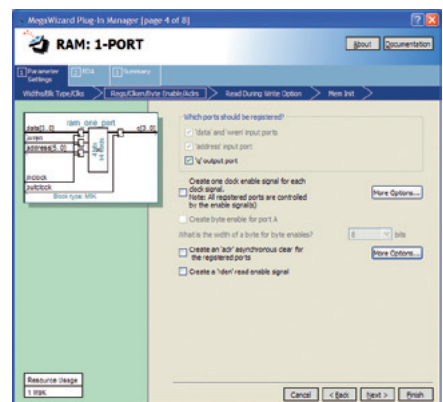 MegaWizard Plug-In Manager [page 4 of 8]
RAM: 1-PORT
About
Documentation
1 Parameter Settings
2 EDA
3 Summary
Widths/Blk Type/Clks
Regs/Clken/Byte Enable/Aclrs
Read During Write Option
Mem Init
ram_one_port
data[3..0]
q[3..0]
wren
address[5..0]
inclock
outclock
Block type: M9K
Which ports should be registered?
'data' and 'wren' input ports
'address' input port
'q' output port
Create one clock enable signal for each
clock signal.
Note: All registered ports are controlled
by the enable signal(s)
More Options...
Create byte enable for port A
What is the width of a byte for byte enables?
8
bits
Create an 'aclr' asynchronous clear for
the registered ports
More Options...
Create a 'rden' read enable signal
Resource Usage
1 M9K
Cancel
< Back
Next >
Finish